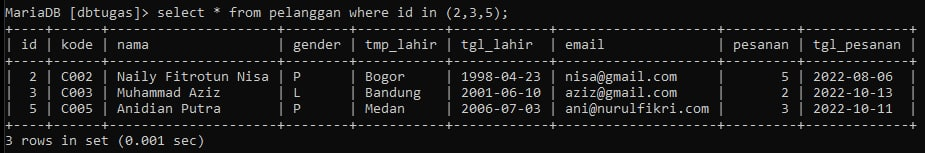 MariaDB [dbtugas]> select * from pelanggan where id in (2,3,5);
+----+------+---------------------+--------+-----------+------------+--------------------+---------+-------------+
| id | kode | nama                | gender | tmp_lahir | tgl_lahir  | email              | pesanan | tgl_pesanan |
+----+------+---------------------+--------+-----------+------------+--------------------+---------+-------------+
|  2 | C002 | Naily Fitrotun Nisa | P      | Bogor     | 1998-04-23 | nisa@gmail.com     |       5 | 2022-08-06  |
|  3 | C003 | Muhammad Aziz       | L      | Bandung   | 2001-06-10 | aziz@gmail.com     |       2 | 2022-10-13  |
|  5 | C005 | Anidian Putra       | P      | Medan     | 2006-07-03 | ani@nurulfikri.com |       3 | 2022-10-11  |
+----+------+---------------------+--------+-----------+------------+--------------------+---------+-------------+
3 rows in set (0.001 sec)